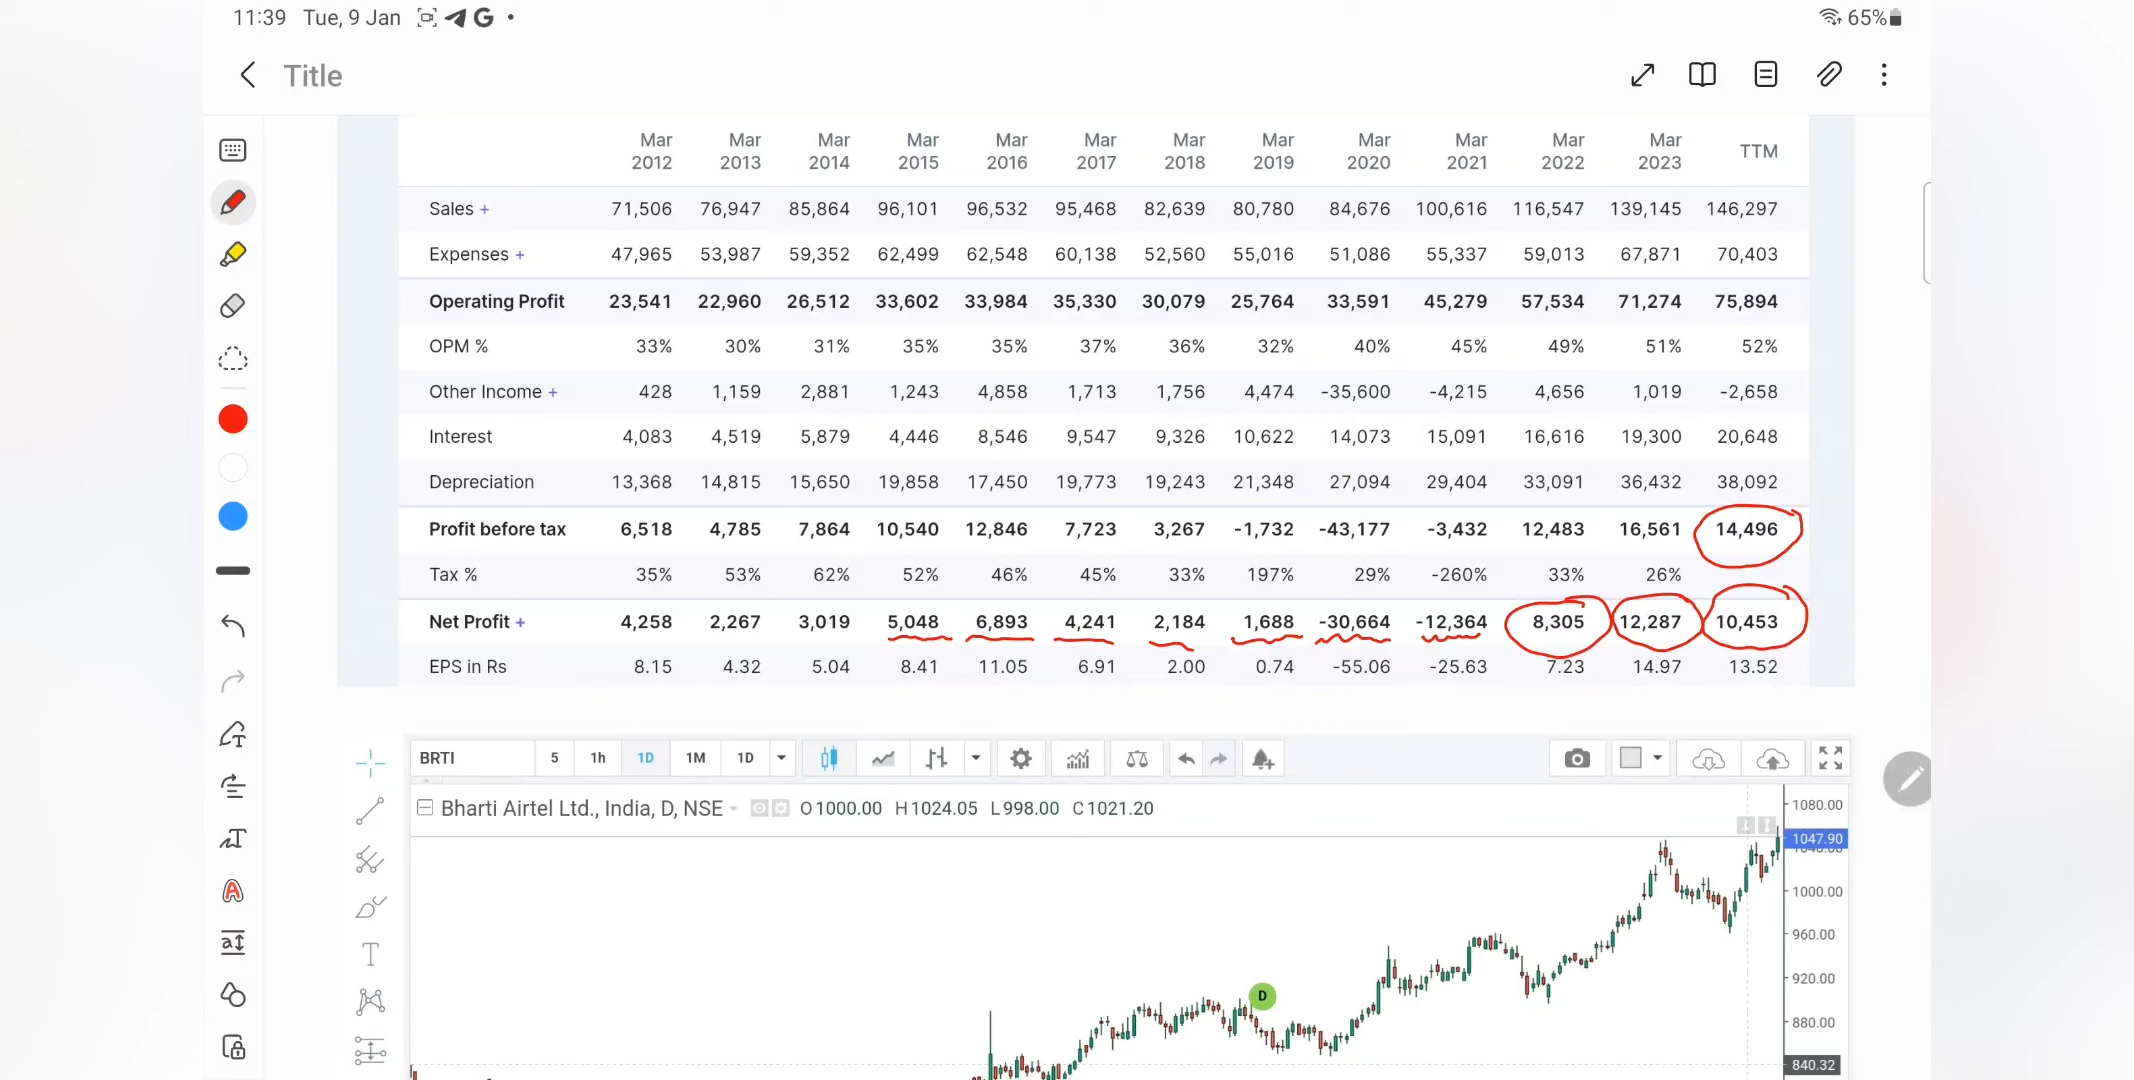 11:39 Tue, 9 Jan G
65%
Title
Mar 2012 Mar 2013 Mar 2014 Mar 2015 Mar 2016 Mar 2017 Mar 2018 Mar 2019 Mar 2020 Mar 2021 Mar 2022 Mar 2023 TTM
Sales + 71,506 76,947 85,864 96,101 96,532 95,468 82,639 80,780 84,676 100,616 116,547 139,145 146,297
Expenses + 47,965 53,987 59,352 62,499 62,548 60,138 52,560 55,016 51,086 55,337 59,013 67,871 70,403
Operating Profit 23,541 22,960 26,512 33,602 33,984 35,330 30,079 25,764 33,591 45,279 57,534 71,274 75,894
OPM % 33% 30% 31% 35% 35% 37% 36% 32% 40% 45% 49% 51% 52%
Other Income + 428 1,159 2,881 1,243 4,858 1,713 1,756 4,474 -35,600 -4,215 4,656 1,019 -2,658
Interest 4,083 4,519 5,879 4,446 8,546 9,547 9,326 10,622 14,073 15,091 16,616 19,300 20,648
Depreciation 13,368 14,815 15,650 19,858 17,450 19,773 19,243 21,348 27,094 29,404 33,091 36,432 38,092
Profit before tax 6,518 4,785 7,864 10,540 12,846 7,723 3,267 -1,732 -43,177 -3,432 12,483 16,561 14,496
Tax % 35% 53% 62% 52% 46% 45% 33% 197% 29% -260% 33% 26%
Net Profit + 4,258 2,267 3,019 5,048 6,893 4,241 2,184 1,688 -30,664 -12,364 8,305 12,287 10,453
EPS in Rs 8.15 4.32 5.04 8.41 11.05 6.91 2.00 0.74 -55.06 -25.63 7.23 14.97 13.52
BRTI 5 1h 1D 1M 1D
Bharti Airtel Ltd., India, D, NSE O1000.00 H1024.05 L998.00 C1021.20
1080.00
1047.90
1000.00
960.00
920.00
D
880.00
840.32